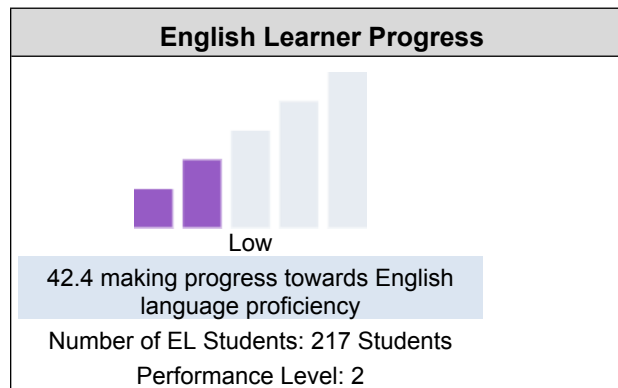 English Learner Progress
Low
42.4 making progress towards English
language proficiency
Number of EL Students: 217 Students
Performance Level: 2